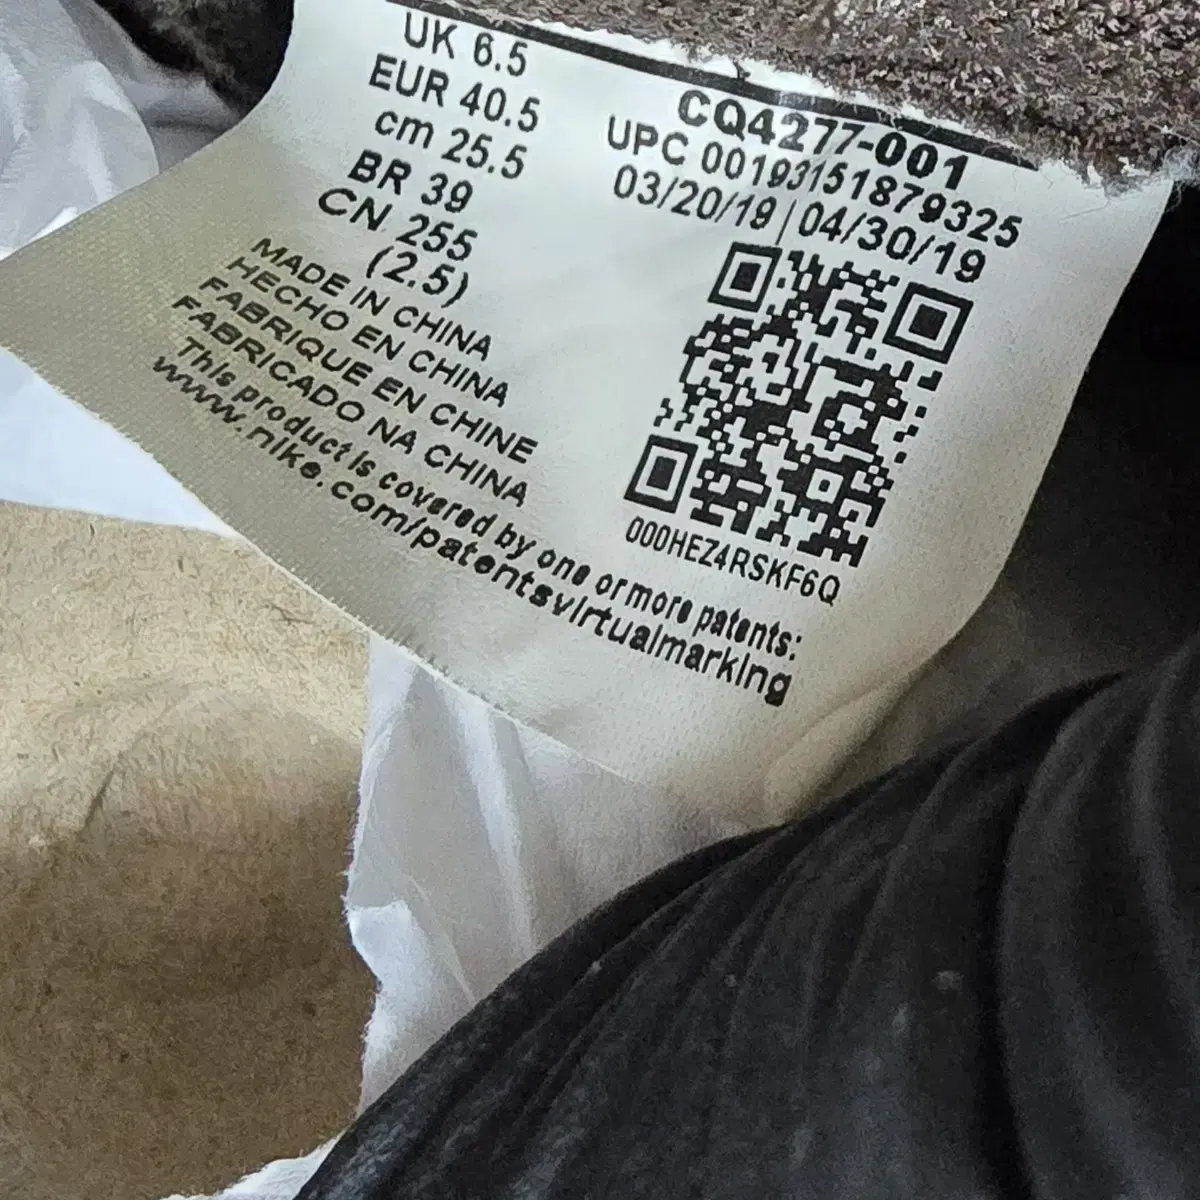 UK 6.5
EUR 40.5
cm 25.5
BR 39
CN 255
(2.5)
MADE IN CHINA
HECHO EN CHINA
FABRIQUE EN CHINE
FABRICADO NA CHINA
This product is covered by one or more patents:
www.nike.com/patentsvirtualmarking
CQ4277-001
UPC 00193151879325
03/20/19 | 04/30/19
000HEZ4RSKF6Q